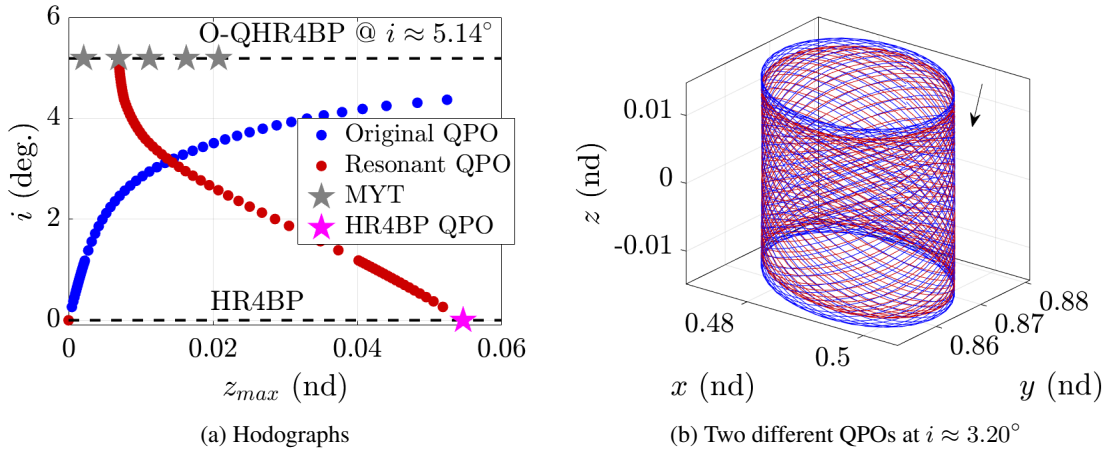 6
4
2
0
i (deg.)
O-QHR4BP @ i ≈ 5.14°
Original QPO
Resonant QPO
MYT
HR4BP QPO
HR4BP
0
0.02
0.04
0.06
z_max (nd)
(a) Hodographs
0.01
0
-0.01
z (nd)
0.48
0.5
x (nd)
0.88
0.87
0.86
y (nd)
(b) Two different QPOs at i ≈ 3.20°